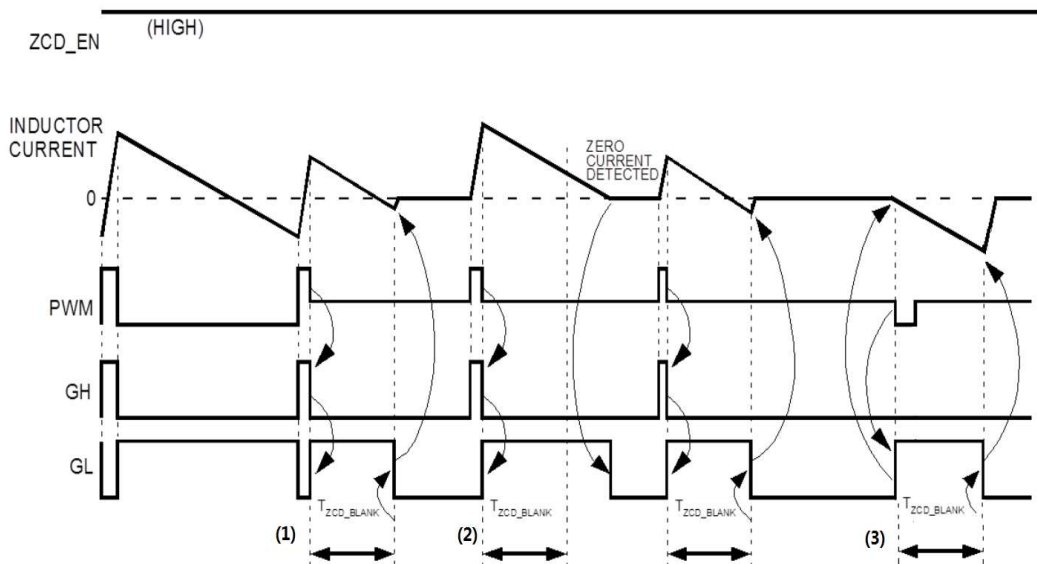 (HIGH)
ZCD_EN
INDUCTOR
CURRENT
ZERO
CURRENT
DETECTED
0
PWM
GH
GL
TZCD_BLANK
TZCD_BLANK
TZCD_BLANK
TZCD_BLANK
(1)
(2)
(3)